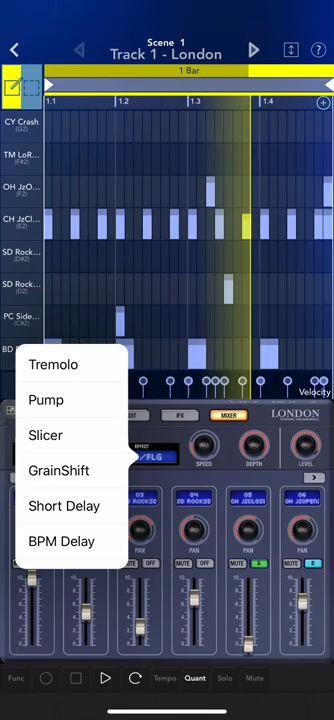 Scene 1
Track 1 - London
1 Bar
1.1 1.2 1.3 1.4
CY Crash
(G2)
TM LoR...
(F#2)
OH JzO...
(F2)
CH JzCl...
(E2)
SD Rock...
(D#2)
SD Rock...
(D2)
PC Side...
(C#2)
Velocity
Tremolo
Pump
Slicer
GrainShift
Short Delay
BPM Delay
IFX
MIXER
LONDON
EFFECT
/FLG
SPEED
DEPTH
LEVEL
03
SD ROCKSD
04
SD ROCKSD
05
CH JZCLOS
06
OH JZOPEN
PAN
PAN
PAN
PAN
MUTE OFF
MUTE OFF
MUTE A
MUTE B
Func
Tempo
Quant
Solo
Mute